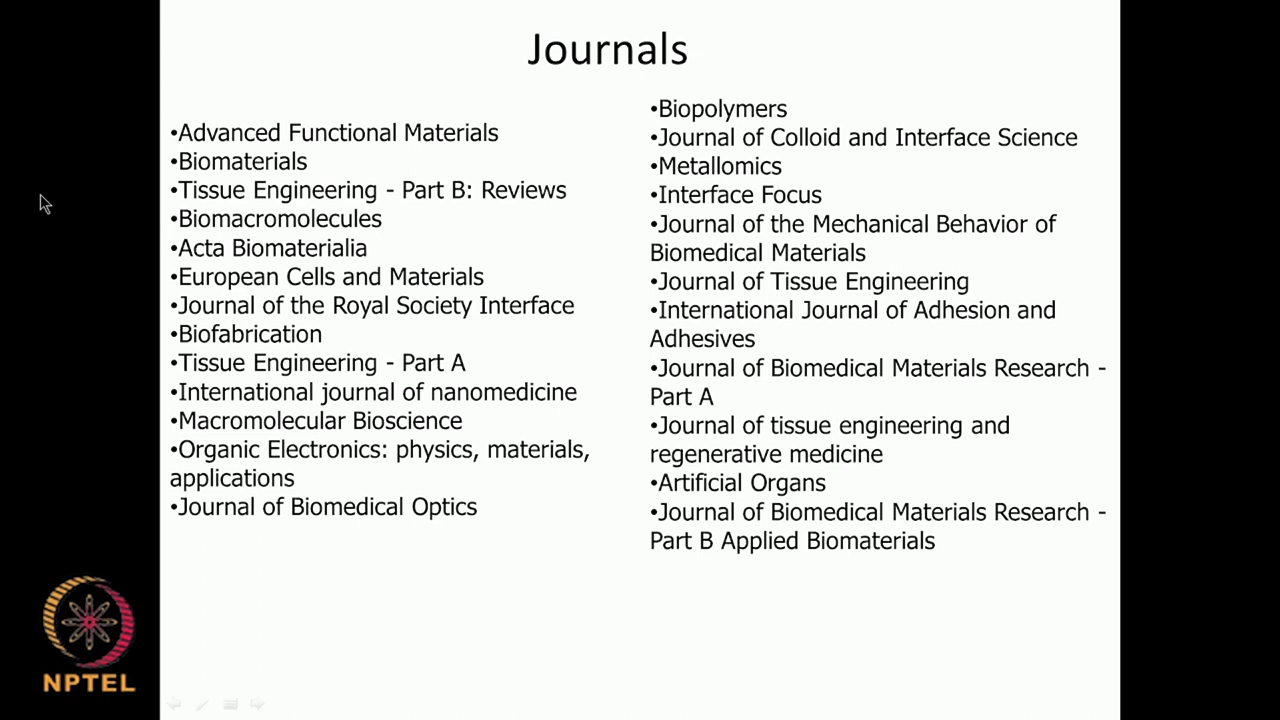 Journals
•Advanced Functional Materials
•Biomaterials
•Tissue Engineering - Part B: Reviews
•Biomacromolecules
•Acta Biomaterialia
•European Cells and Materials
•Journal of the Royal Society Interface
•Biofabrication
•Tissue Engineering - Part A
•International journal of nanomedicine
•Macromolecular Bioscience
•Organic Electronics: physics, materials,
applications
•Journal of Biomedical Optics
•Biopolymers
•Journal of Colloid and Interface Science
•Metallomics
•Interface Focus
•Journal of the Mechanical Behavior of
Biomedical Materials
•Journal of Tissue Engineering
•International Journal of Adhesion and
Adhesives
•Journal of Biomedical Materials Research -
Part A
•Journal of tissue engineering and
regenerative medicine
•Artificial Organs
•Journal of Biomedical Materials Research -
Part B Applied Biomaterials
NPTEL